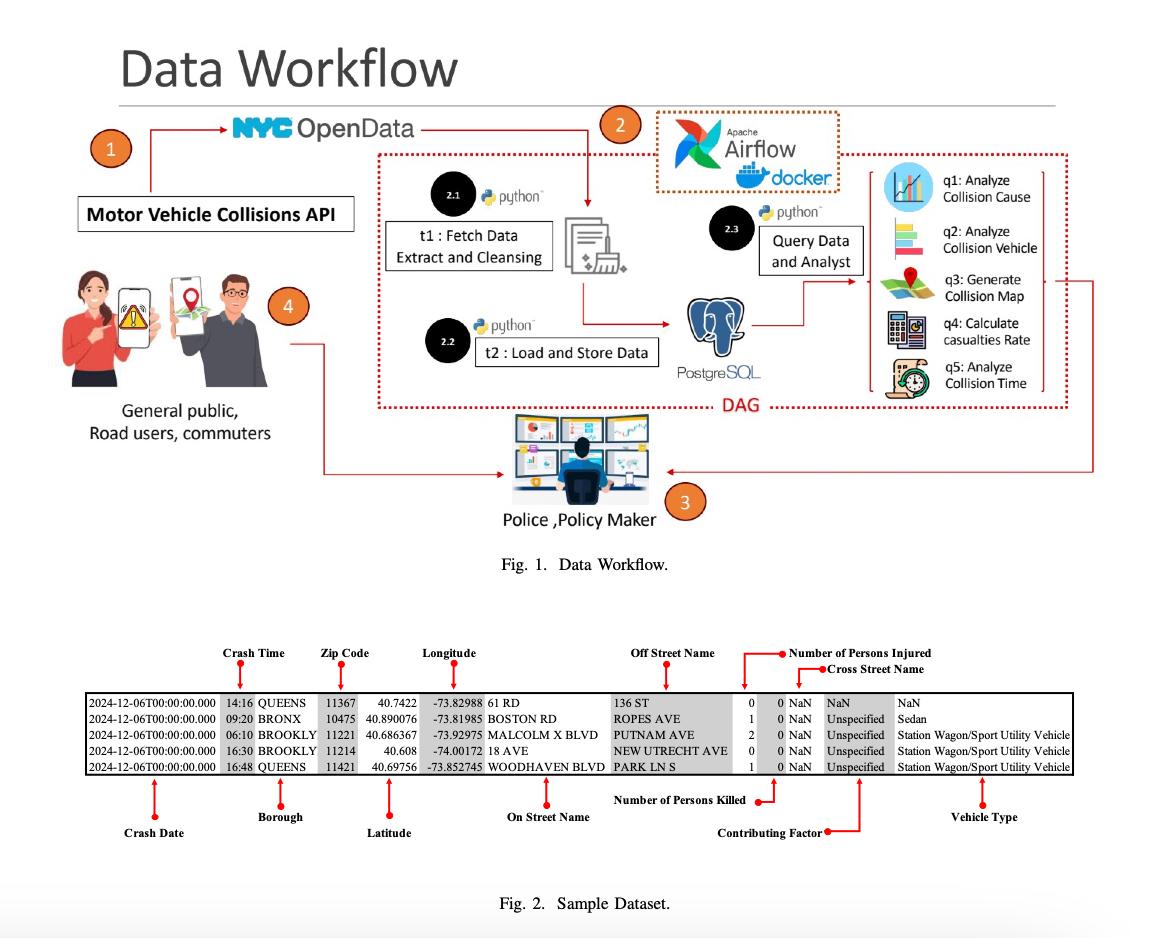 Data Workflow
1
NYC OpenData
2
Apache
Airflow
docker
Motor Vehicle Collisions API
2.1
python
t1 : Fetch Data
Extract and Cleansing
2.2
python
t2 : Load and Store Data
PostgreSQL
2.3
python
Query Data
and Analyst
q1: Analyze
Collision Cause
q2: Analyze
Collision Vehicle
q3: Generate
Collision Map
q4: Calculate
casualties Rate
q5: Analyze
Collision Time
DAG
4
General public,
Road users, commuters
3
Police ,Policy Maker
Fig. 1. Data Workflow.
Crash Time Zip Code Longitude Off Street Name Number of Persons Injured
Cross Street Name
2024-12-06T00:00:00.000 14:16 QUEENS 11367 40.7422 -73.82988 61 RD 136 ST 0 0 NaN NaN NaN
2024-12-06T00:00:00.000 09:20 BRONX 10475 40.890076 -73.81985 BOSTON RD ROPES AVE 1 0 NaN Unspecified Sedan
2024-12-06T00:00:00.000 06:10 BROOKLY 11221 40.686367 -73.92975 MALCOLM X BLVD PUTNAM AVE 2 0 NaN Unspecified Station Wagon/Sport Utility Vehicle
2024-12-06T00:00:00.000 16:30 BROOKLY 11214 40.608 -74.00172 18 AVE NEW UTRECHT AVE 0 0 NaN Unspecified Station Wagon/Sport Utility Vehicle
2024-12-06T00:00:00.000 16:48 QUEENS 11421 40.69756 -73.852745 WOODHAVEN BLVD PARK LN S 1 0 NaN Unspecified Station Wagon/Sport Utility Vehicle
Number of Persons Killed
Borough On Street Name Vehicle Type
Crash Date Latitude Contributing Factor
Fig. 2. Sample Dataset.